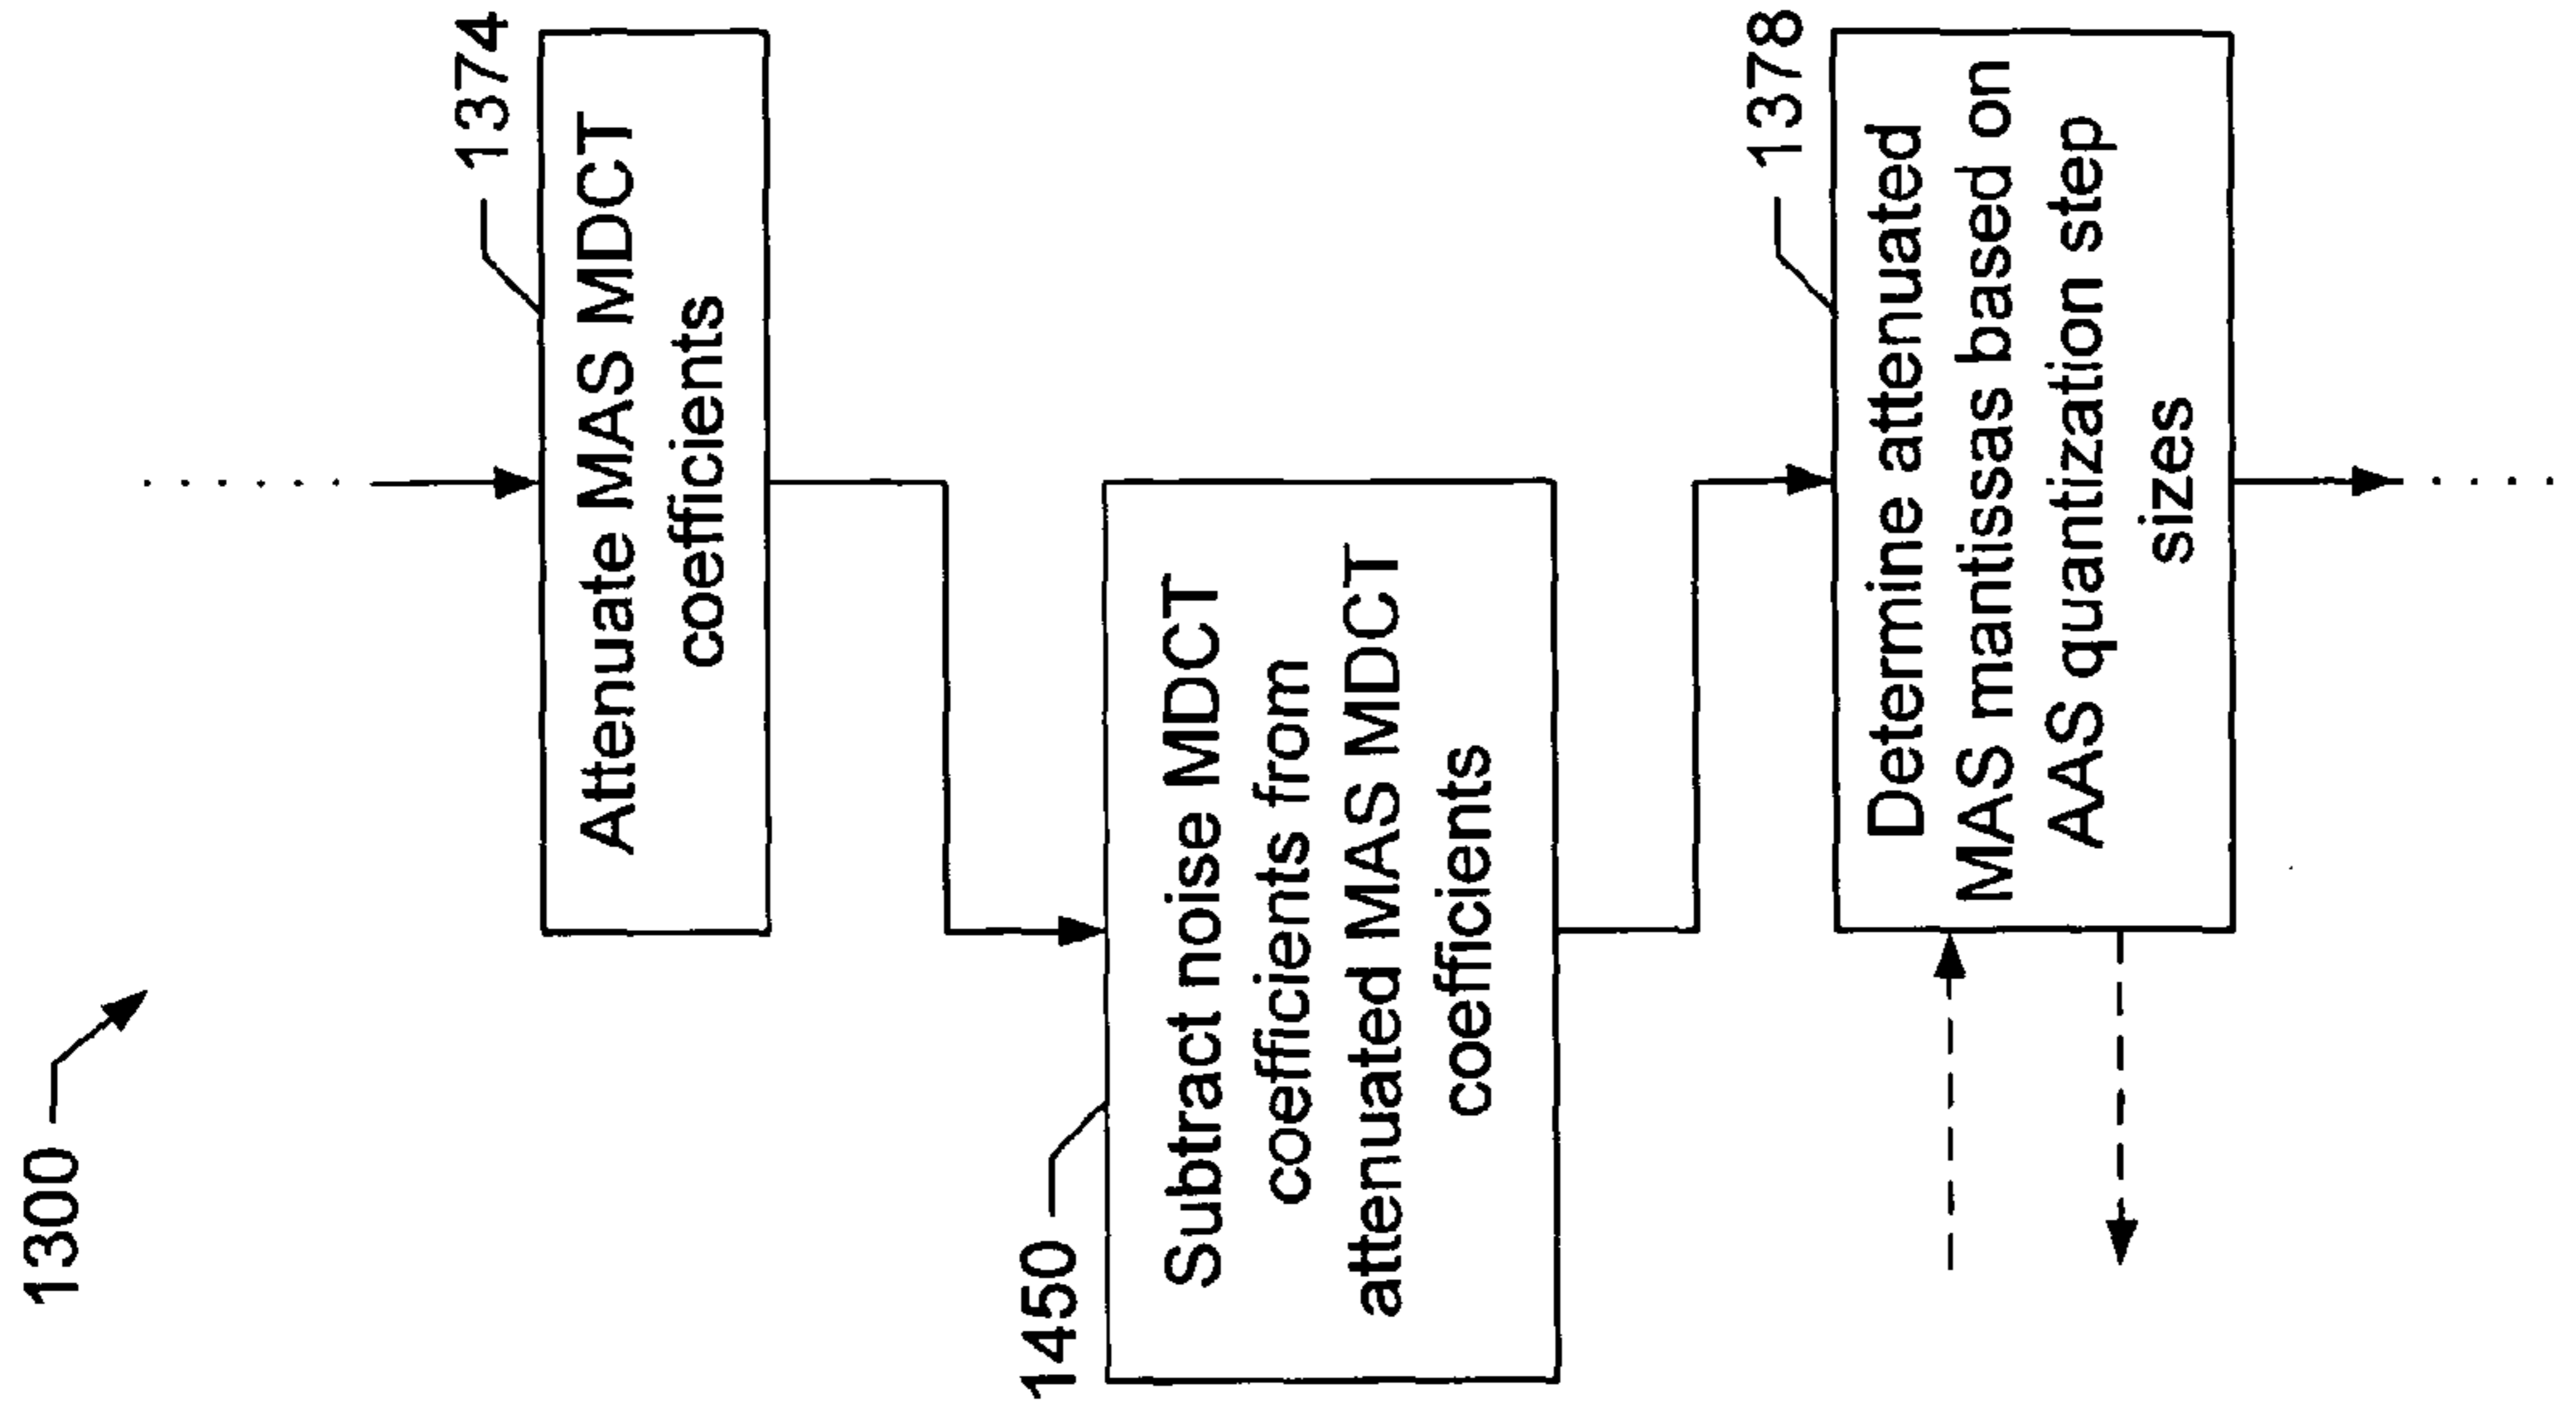 1300
1374
Attenuate MAS MDCT
coefficients
1450
Subtract noise MDCT
coefficients from
attenuated MAS MDCT
coefficients
1378
Determine attenuated
MAS mantissas based on
AAS quantization step
sizes